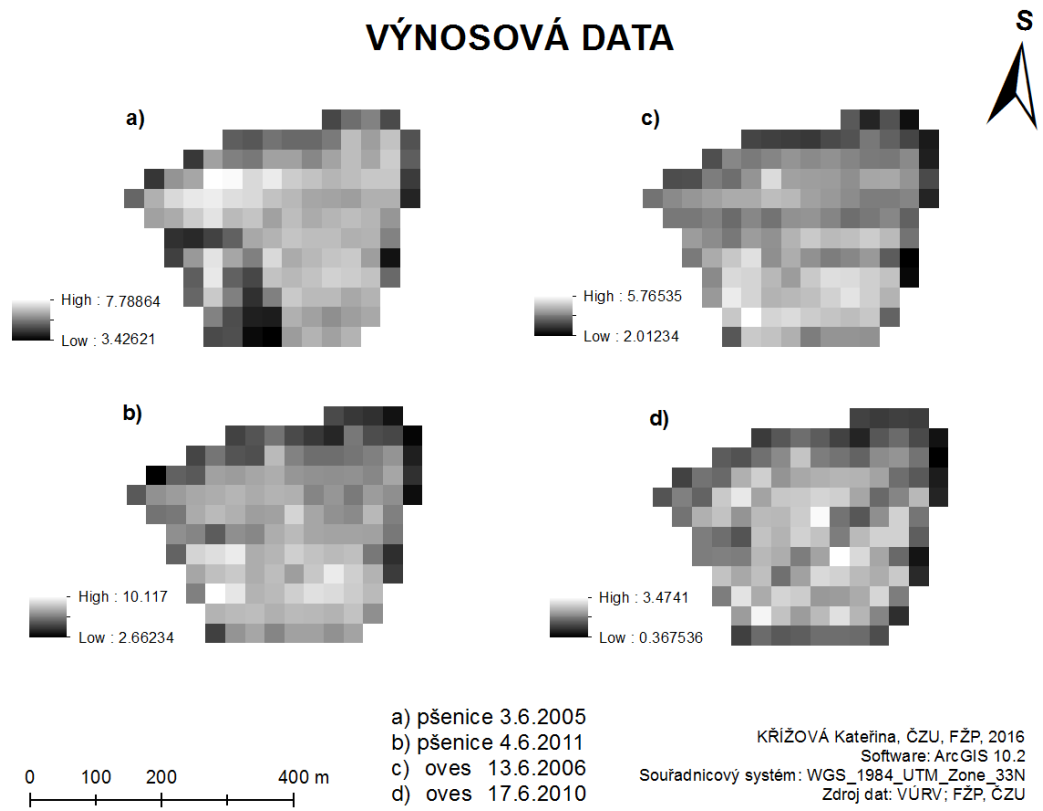 VÝNOSOVÁ DATA
S
a)
High : 7.78864
Low : 3.42621
c)
High : 5.76535
Low : 2.01234
b)
High : 10.117
Low : 2.66234
d)
High : 3.4741
Low : 0.367536
a) pšenice 3.6.2005
b) pšenice 4.6.2011
c) oves 13.6.2006
d) oves 17.6.2010
0 100 200 400 m
KŘÍŽOVÁ Kateřina, ČZU, FŽP, 2016
Software: ArcGIS 10.2
Souřadnicový systém: WGS_1984_UTM_Zone_33N
Zdroj dat: VÚRV; FŽP, ČZU